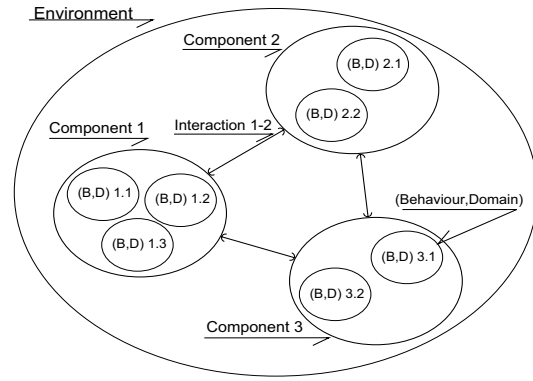 Environment
Component 2
(B,D) 2.1
(B,D) 2.2
Interaction 1-2
Component 1
(B,D) 1.1
(B,D) 1.2
(B,D) 1.3
(Behaviour,Domain)
(B,D) 3.1
(B,D) 3.2
Component 3